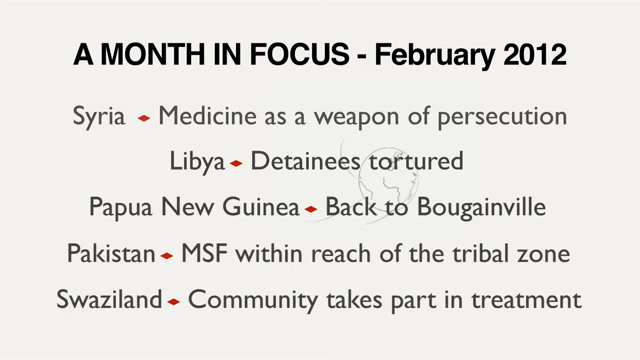 A MONTH IN FOCUS - February 2012
Syria ♦ Medicine as a weapon of persecution
Libya ♦ Detainees tortured
Papua New Guinea ♦ Back to Bougainville
Pakistan ♦ MSF within reach of the tribal zone
Swaziland ♦ Community takes part in treatment